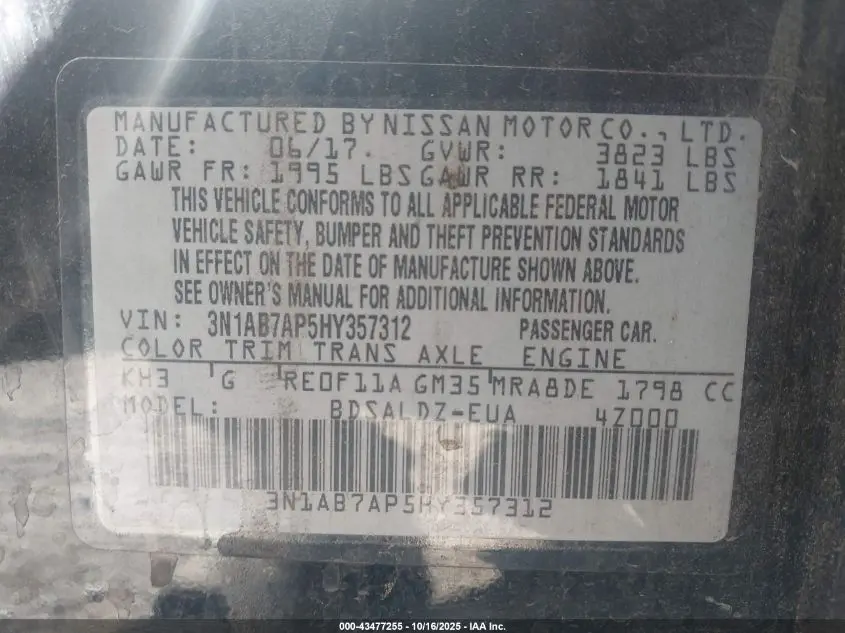 MANUFACTURED BY NISSAN MOTOR CO., LTD.
DATE: 06/17. GVWR: 3823 LBS
GAWR FR: 1995 LBS GAWR RR: 1841 LBS
THIS VEHICLE CONFORMS TO ALL APPLICABLE FEDERAL MOTOR
VEHICLE SAFETY, BUMPER AND THEFT PREVENTION STANDARDS
IN EFFECT ON THE DATE OF MANUFACTURE SHOWN ABOVE.
SEE OWNER'S MANUAL FOR ADDITIONAL INFORMATION.
VIN: 3N1AB7AP5HY357312 PASSENGER CAR.
COLOR TRIM TRANS AXLE ENGINE
KH3 'G 'RE0F11A GM35'MRA8DE 1798 CC
MODEL: BDSALDZ-EUA 4Z000
3N1AB7AP5HY357312
000-43477255 - 10/16/2025 - IAA Inc.